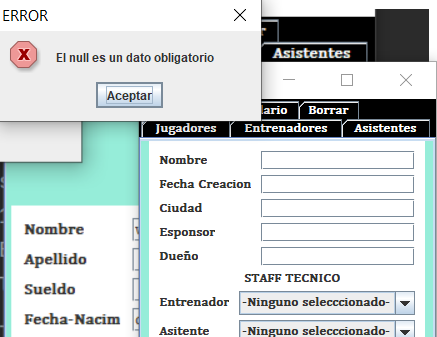 ERROR
El null es un dato obligatorio
Aceptar
Asistentes
Borrar
Jugadores Entrenadores Asistentes
Nombre
Fecha Creacion
Ciudad
Esponsor
Dueño
STAFF TECNICO
Entrenador -Ninguno selecccionado-
Asitente -Ninguno selecccionado-
Nombre
Apellido
Sueldo
Fecha-Nacim